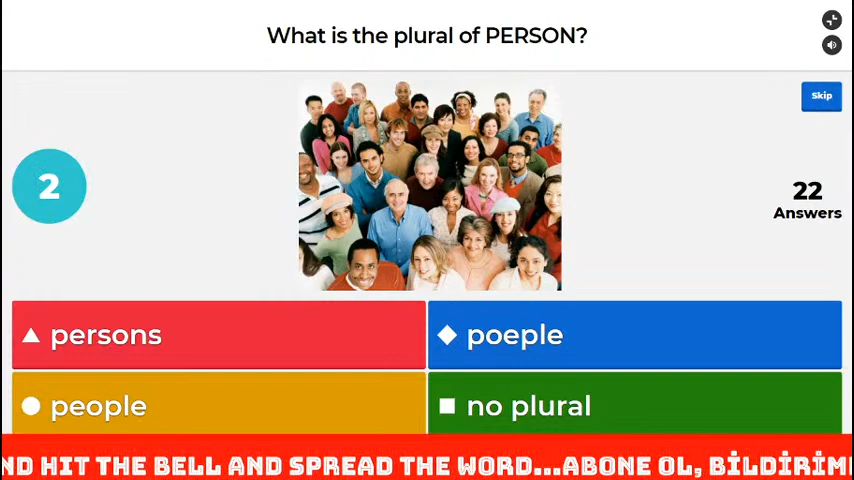 What is the plural of PERSON?
Skip
2
22
Answers
persons
poeple
people
no plural
ND HIT THE BELL AND SPREAD THE WORD...ABONE OL, BİLDİRİM